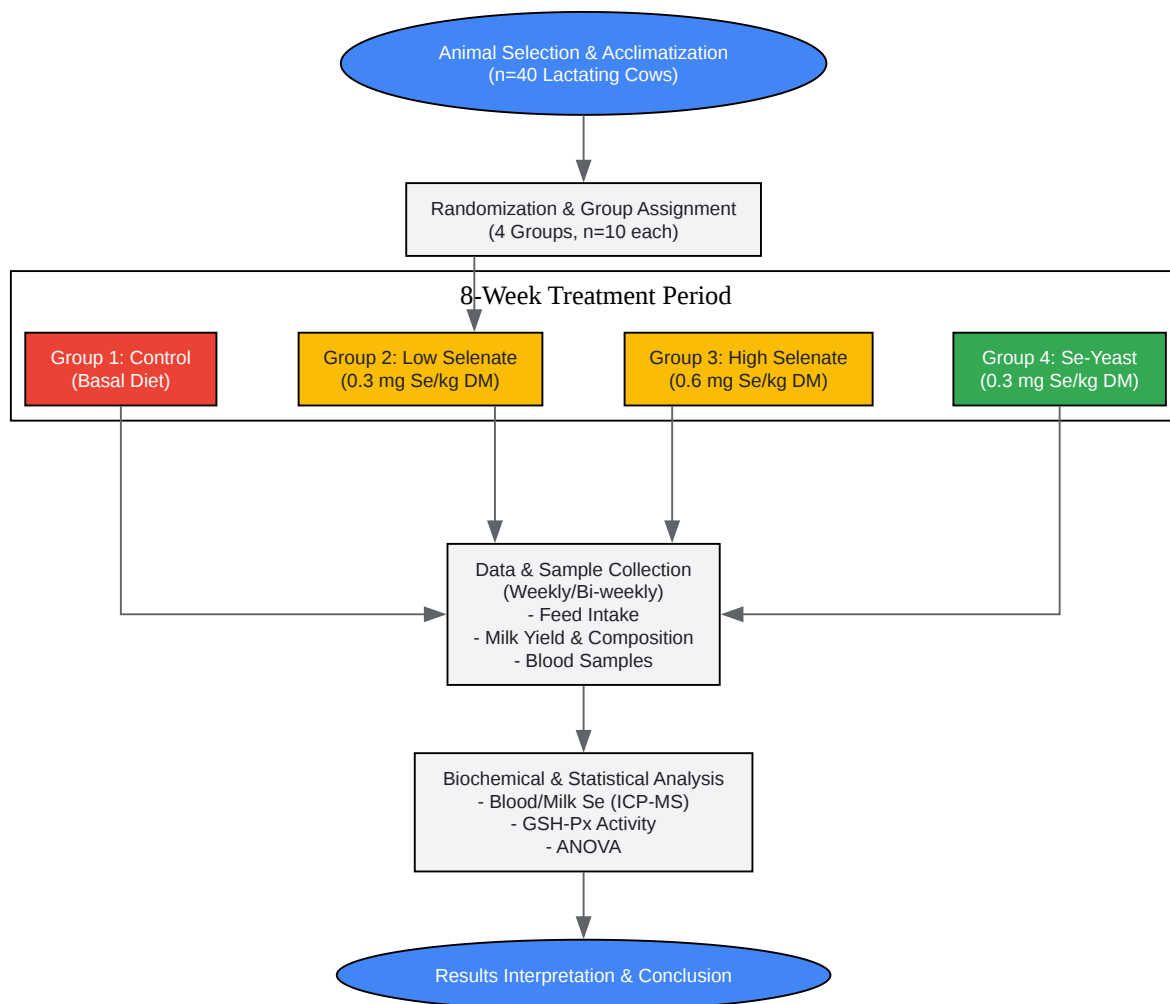 Animal Selection & Acclimatization
(n=40 Lactating Cows)
Randomization & Group Assignment
(4 Groups, n=10 each)
8-Week Treatment Period
Group 1: Control
(Basal Diet)
Group 2: Low Selenate
(0.3 mg Se/kg DM)
Group 3: High Selenate
(0.6 mg Se/kg DM)
Group 4: Se-Yeast
(0.3 mg Se/kg DM)
Data & Sample Collection
(Weekly/Bi-weekly)
- Feed Intake
- Milk Yield & Composition
- Blood Samples
Biochemical & Statistical Analysis
- Blood/Milk Se (ICP-MS)
- GSH-Px Activity
- ANOVA
Results Interpretation & Conclusion